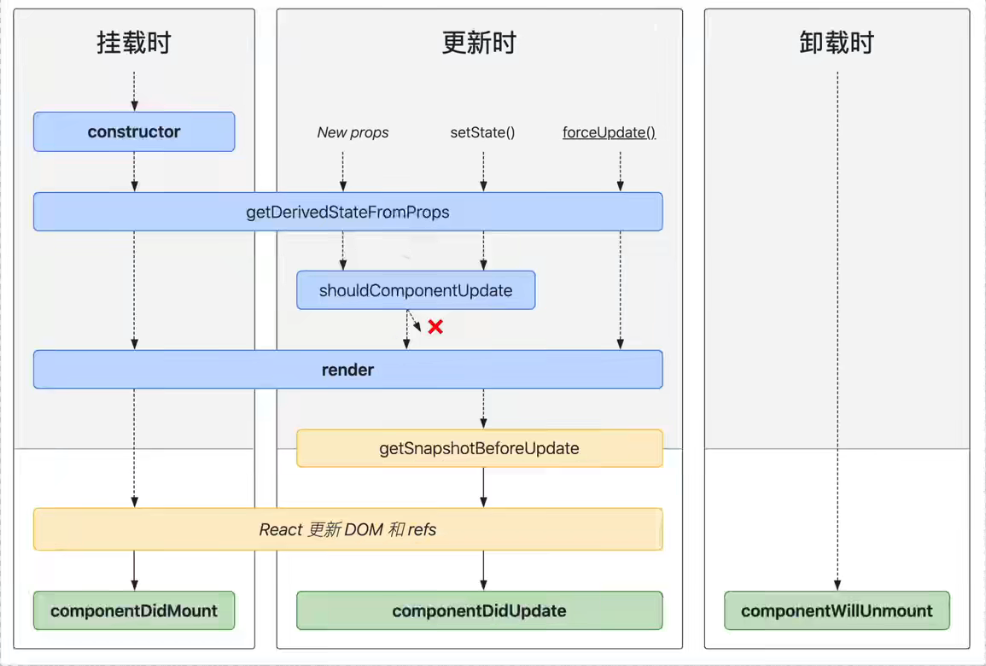 挂载时
更新时
卸载时
constructor
New props
setState()
forceUpdate()
getDerivedStateFromProps
shouldComponentUpdate
render
getSnapshotBeforeUpdate
React 更新 DOM 和 refs
componentDidMount
componentDidUpdate
componentWillUnmount